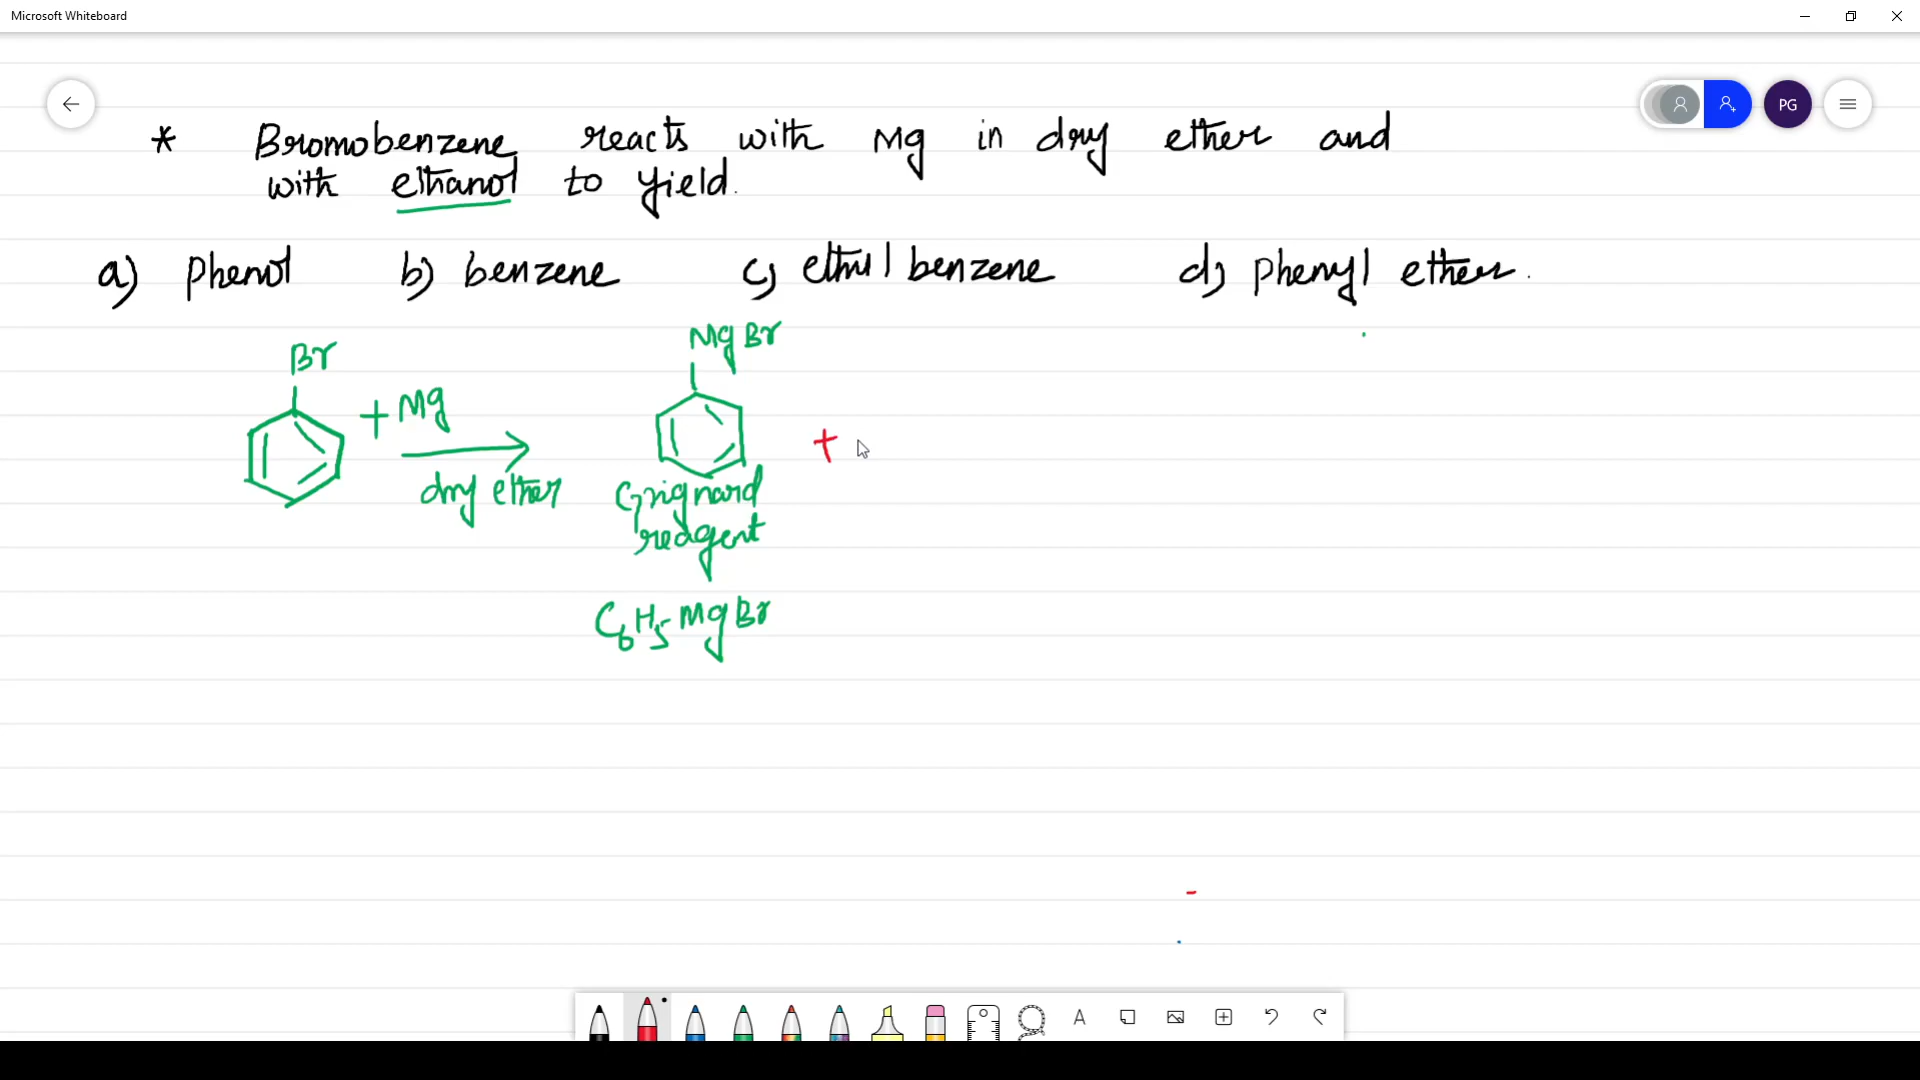 Microsoft Whiteboard
PG
* Bromobenzene reacts with Mg in dry ether and
with ethanol to yield.
a) Phenol b) benzene c) ethyl benzene d) Phenyl ether.
Br
+ Mg
dry ether
MgBr
+
Grignard
reagent
C6H5MgBr
A